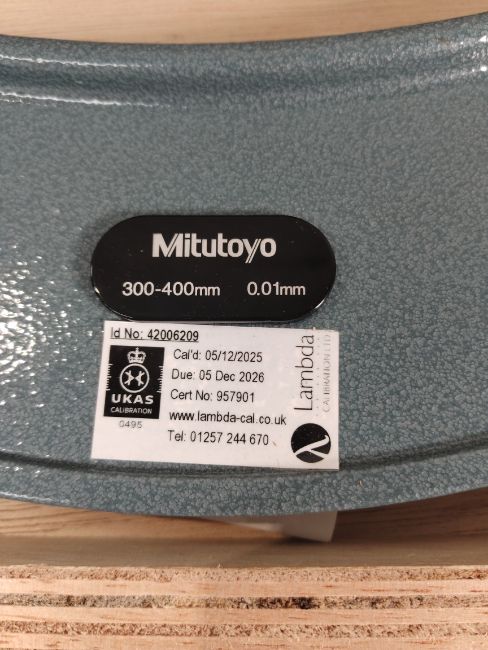 Mitutoyo
300-400mm 0.01mm
Id No: 42006209
Cal'd: 05/12/2025
Due: 05 Dec 2026
Cert No: 957901
www.lambda-cal.co.uk
Tel: 01257 244 670
UKAS
CALIBRATION
0495
Lambda
CALIBRATION LTD